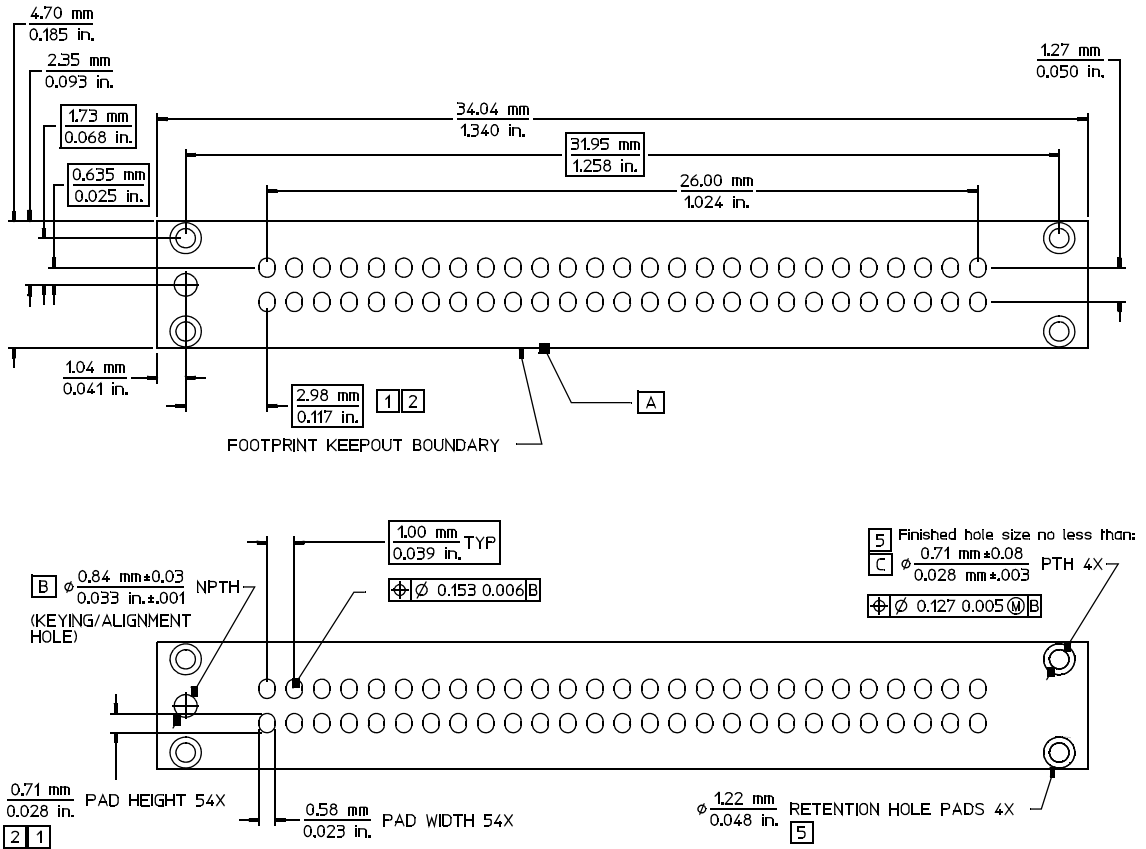 4.70 mm
0.185 in.
2.35 mm
0.093 in.
1.27 mm
0.050 in.
1.73 mm
0.068 in.
34.04 mm
1.340 in.
31.95 mm
1.258 in.
0.635 mm
0.025 in.
26.00 mm
1.024 in.
1.04 mm
0.041 in.
2.98 mm
0.117 in.
1 2
A
FOOTPRINT KEEPOUT BOUNDARY
1.00 mm
0.039 in.
TYP
⌖ ⌀ 0.153 0.006 B
5 Finished hole size no less than:
C ⌀ 0.71 mm±0.08
0.028 mm±.003
PTH 4X
⌖ ⌀ 0.127 0.005 Ⓜ B
B ⌀ 0.84 mm±0.03
0.033 in.±.001
NPTH
(KEYING/ALIGNMENT
HOLE)
0.71 mm
0.028 in.
PAD HEIGHT 54X
2 1
0.58 mm
0.023 in.
PAD WIDTH 54X
⌀ 1.22 mm
0.048 in.
RETENTION HOLE PADS 4X
5